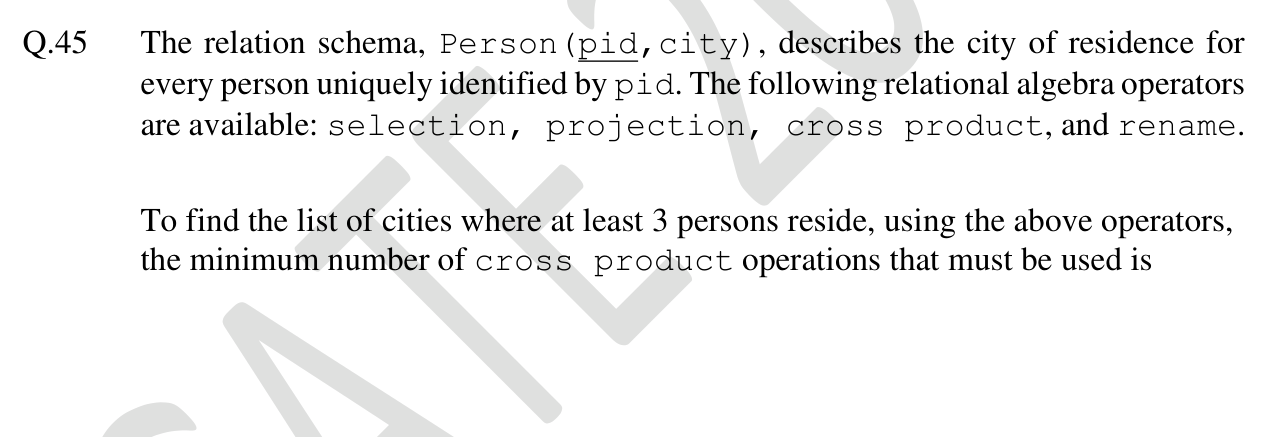 Q.45 The relation schema, Person(pid,city), describes the city of residence for
every person uniquely identified by pid. The following relational algebra operators
are available: selection, projection, cross product, and rename.
To find the list of cities where at least 3 persons reside, using the above operators,
the minimum number of cross product operations that must be used is
GATE 20